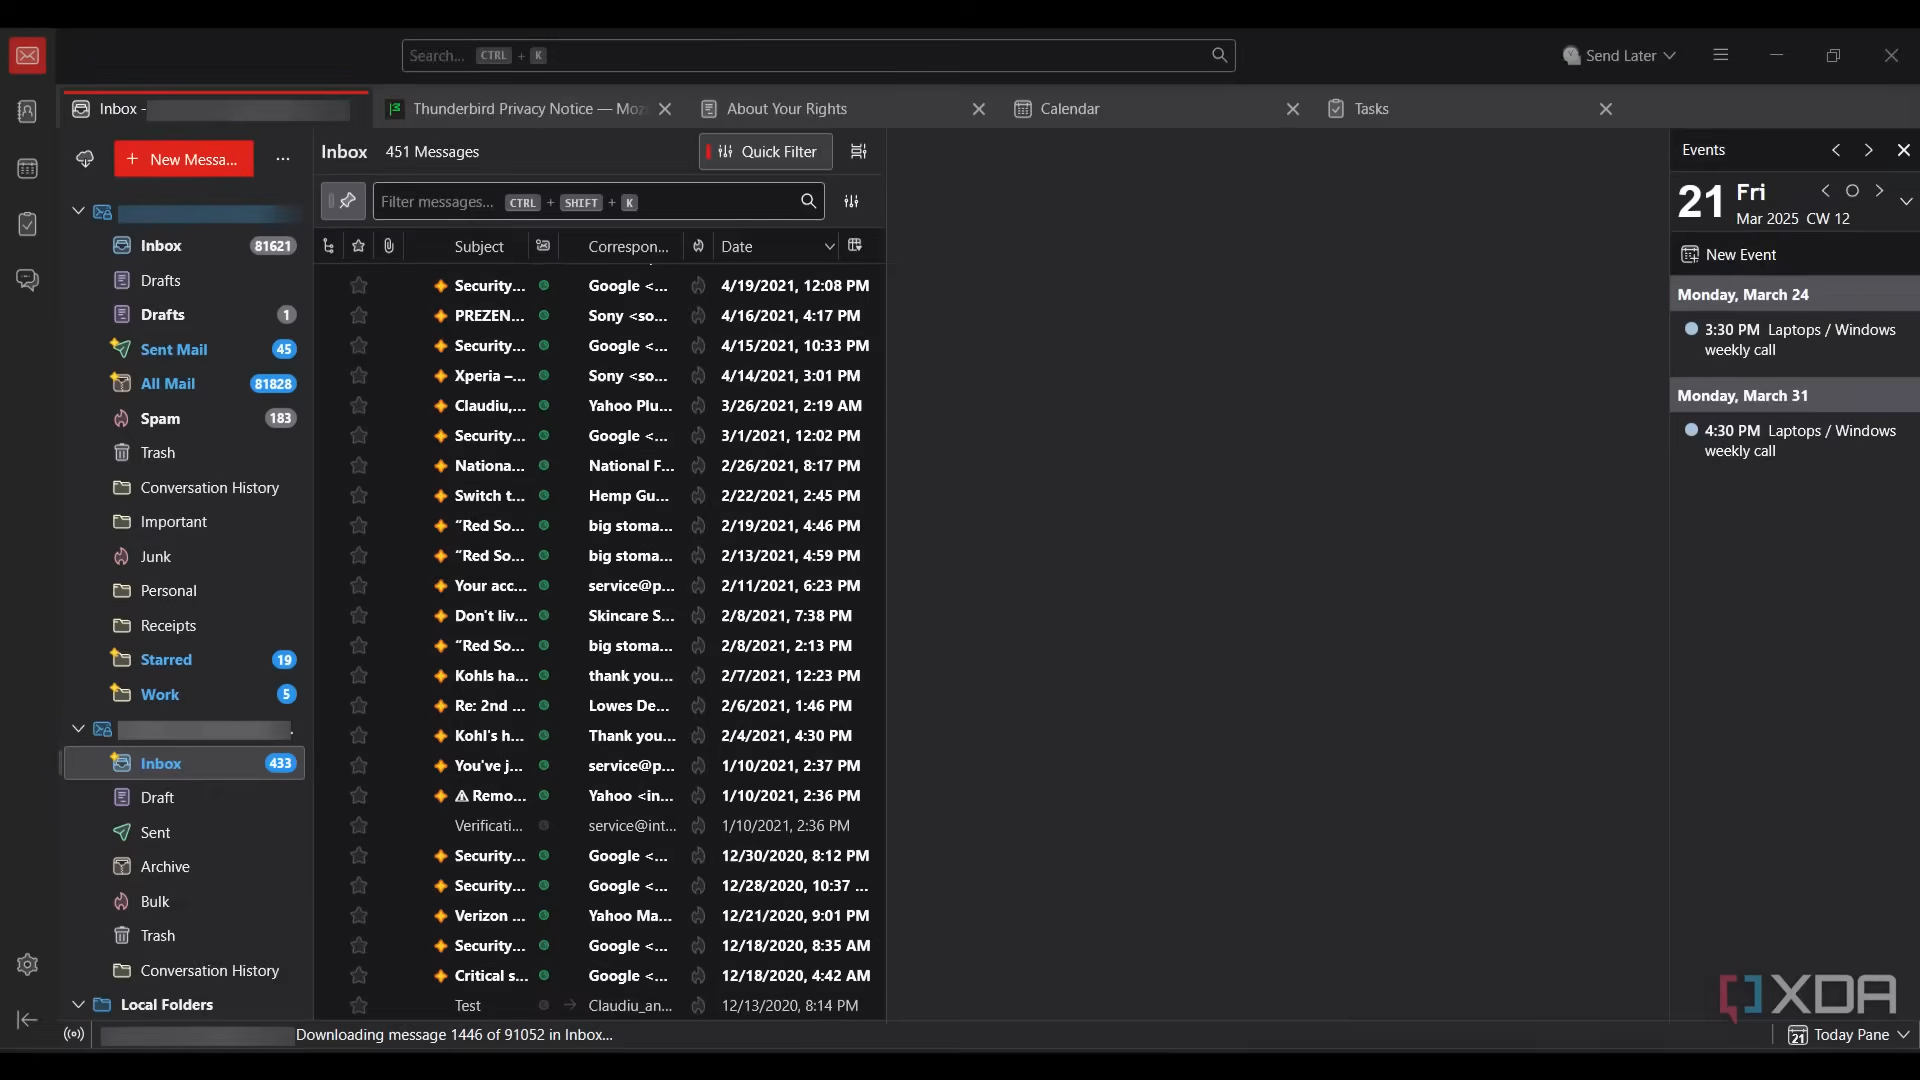 Search... CTRL + K
Send Later
Inbox -
Thunderbird Privacy Notice — Moz
About Your Rights
Calendar
Tasks
New Messa...
Inbox 81621
Drafts
Drafts 1
Sent Mail 45
All Mail 81828
Spam 183
Trash
Conversation History
Important
Junk
Personal
Receipts
Starred 19
Work 5
Inbox 433
Draft
Sent
Archive
Bulk
Trash
Conversation History
Local Folders
Inbox 451 Messages
Quick Filter
Filter messages... CTRL + SHIFT + K
Subject Correspon... Date
Security... Google <... 4/19/2021, 12:08 PM
PREZEN... Sony <so... 4/16/2021, 4:17 PM
Security... Google <... 4/15/2021, 10:33 PM
Xperia –... Sony <so... 4/14/2021, 3:01 PM
Claudiu,... Yahoo Plu... 3/26/2021, 2:19 AM
Security... Google <... 3/1/2021, 12:02 PM
Nationa... National F... 2/26/2021, 8:17 PM
Switch t... Hemp Gu... 2/22/2021, 2:45 PM
“Red So... big stoma... 2/19/2021, 4:46 PM
“Red So... big stoma... 2/13/2021, 4:59 PM
Your acc... service@p... 2/11/2021, 6:23 PM
Don't liv... Skincare S... 2/8/2021, 7:38 PM
“Red So... big stoma... 2/8/2021, 2:13 PM
Kohls ha... thank you... 2/7/2021, 12:23 PM
Re: 2nd ... Lowes De... 2/6/2021, 1:46 PM
Kohl's h... Thank you... 2/4/2021, 4:30 PM
You've j... service@p... 1/10/2021, 2:37 PM
⚠ Remo... Yahoo <in... 1/10/2021, 2:36 PM
Verificati... service@int... 1/10/2021, 2:36 PM
Security... Google <... 12/30/2020, 8:12 PM
Security... Google <... 12/28/2020, 10:37 ...
Verizon ... Yahoo Ma... 12/21/2020, 9:01 PM
Security... Google <... 12/18/2020, 8:35 AM
Critical s... Google <... 12/18/2020, 4:42 AM
Test Claudiu_an... 12/13/2020, 8:14 PM
Events
21 Fri
Mar 2025 CW 12
New Event
Monday, March 24
3:30 PM Laptops / Windows
weekly call
Monday, March 31
4:30 PM Laptops / Windows
weekly call
XDA
Downloading message 1446 of 91052 in Inbox...
21 Today Pane